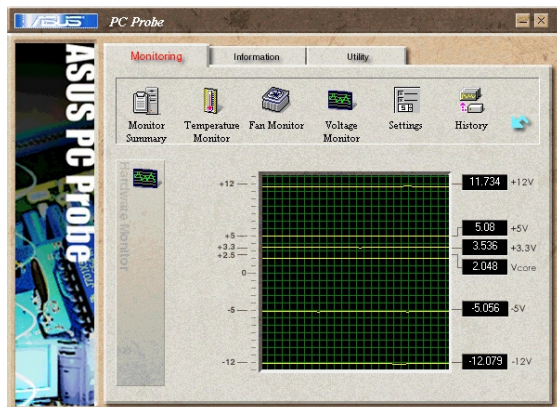 ASUS PC Probe
Monitoring Information Utility
Monitor Summary
Temperature Monitor
Fan Monitor
Voltage Monitor
Settings
History
ASUS PC Probe
Hardware Monitor
+12
+5
+3.3
+2.5
0
-5
-12
11.734 +12V
5.08 +5V
3.536 +3.3V
2.048 Vcore
-5.056 -5V
-12.079 -12V